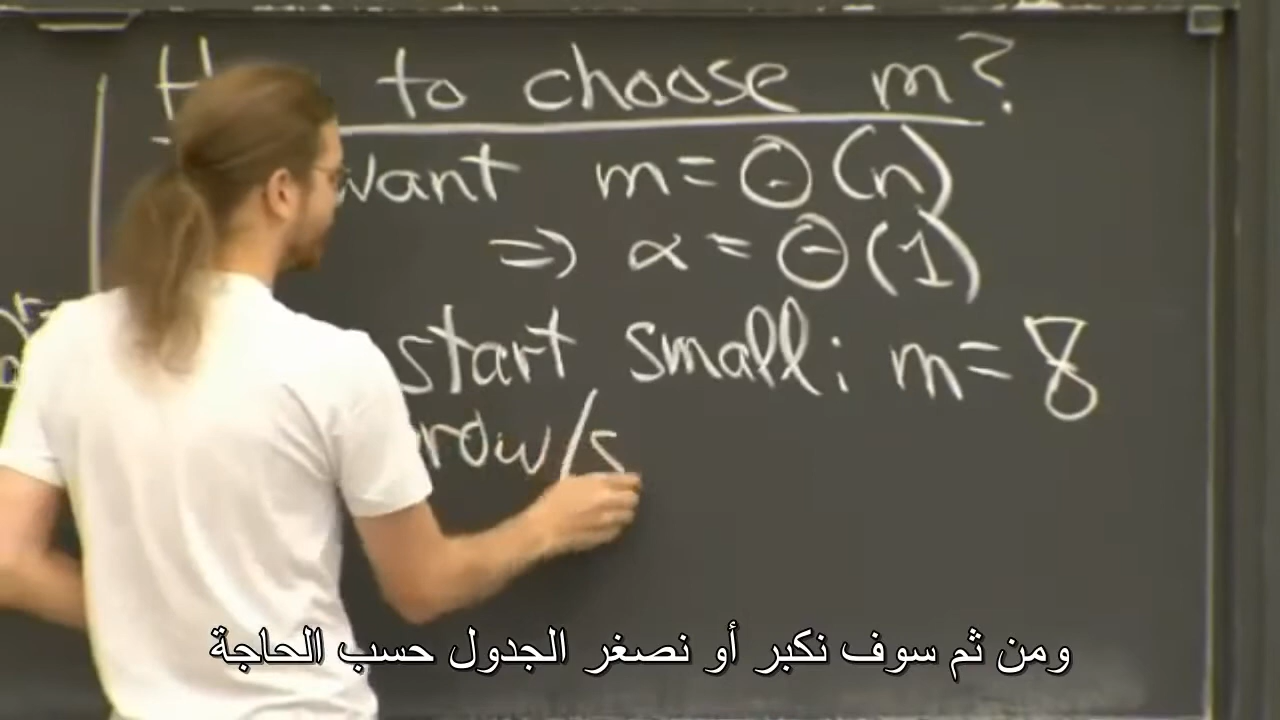 to choose m?
want m = Θ(n)
⇒ α = Θ(1)
start small: m = 8
row/s
ومن ثم سوف نكبر أو نصغر الجدول حسب الحاجة